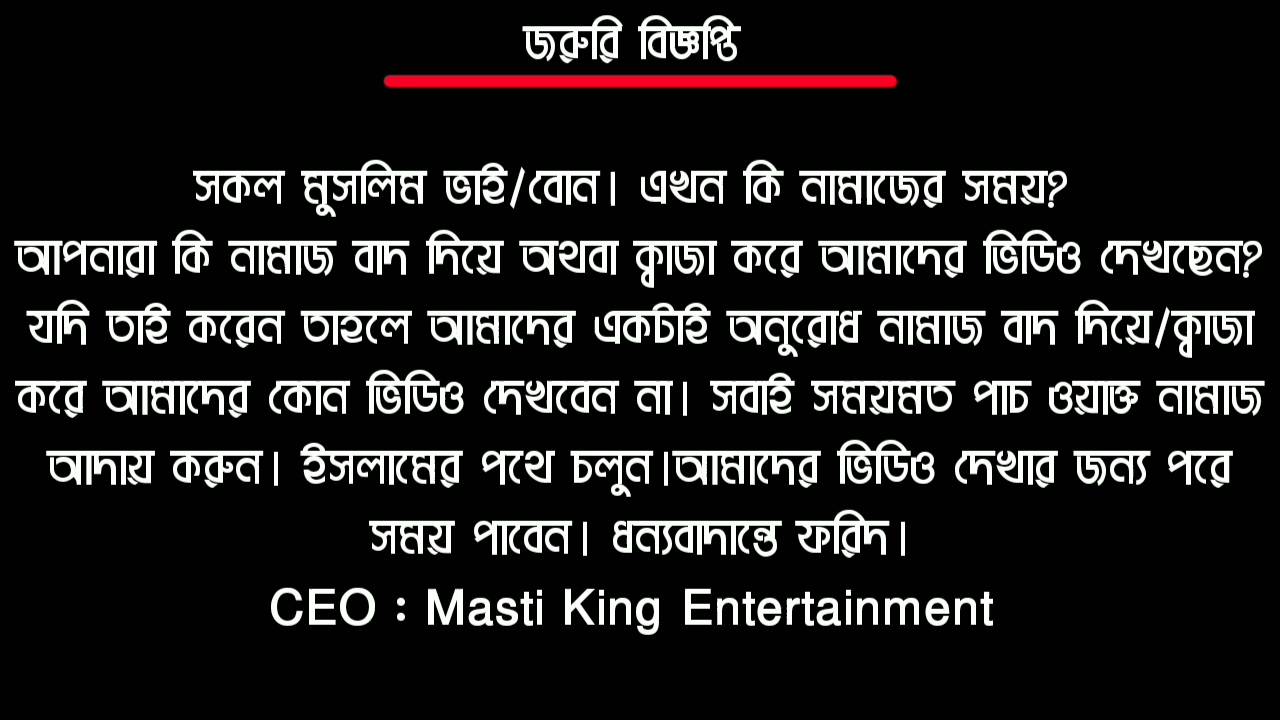 জরুরি বিজ্ঞপ্তি
সকল মুসলিম ভাই/বোন। এখন কি নামাজের সময়?
আপনারা কি নামাজ বাদ দিয়ে অথবা ক্বাজা করে আমাদের ভিডিও দেখছেন?
যদি তাই করেন তাহলে আমাদের একটাই অনুরোধ নামাজ বাদ দিয়ে/ক্বাজা
করে আমাদের কোন ভিডিও দেখবেন না। সবাই সময়মত পাচ ওয়াক্ত নামাজ
আদায় করুন। ইসলামের পথে চলুন।আমাদের ভিডিও দেখার জন্য পরে
সময় পাবেন। ধন্যবাদান্তে ফরিদ।
CEO : Masti King Entertainment